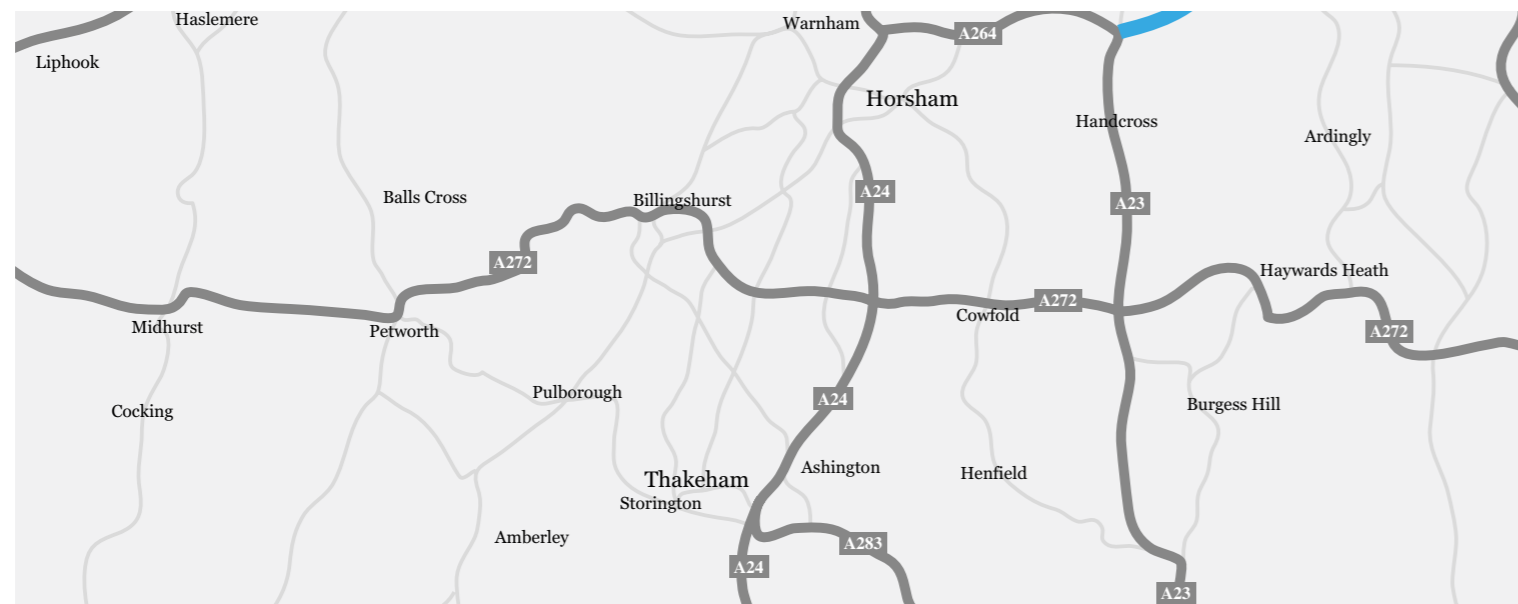 Haslemere
Warnham
A264
Liphook
Horsham
Handcross
Ardingly
A24
Balls Cross
Billingshurst
A23
A272
Haywards Heath
A272
Cowfold
Midhurst
Petworth
A272
Pulborough
A24
Cocking
Burgess Hill
Ashington
Henfield
Thakeham
Storington
Amberley
A283
A24
A23